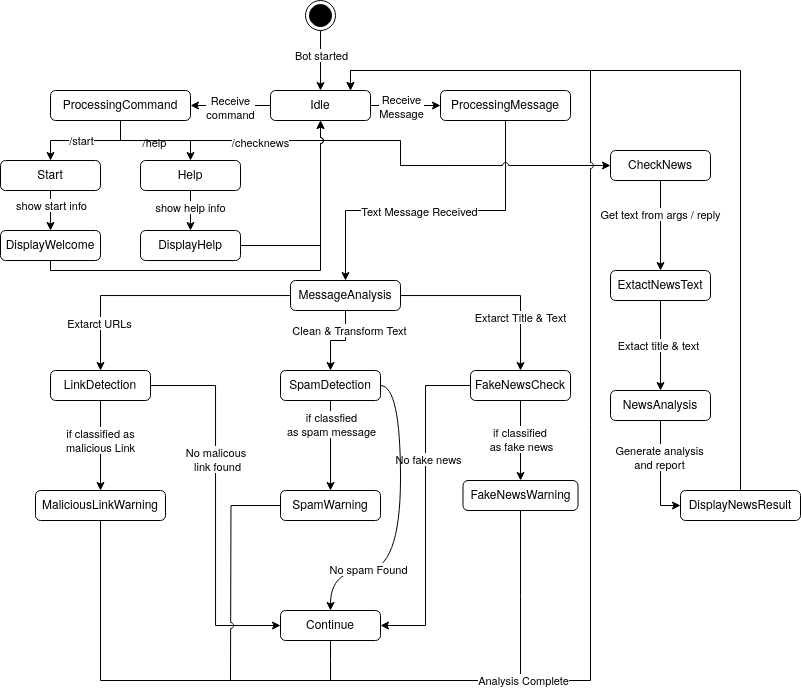 Bot started
ProcessingCommand
Receive
command
Idle
Receive
Message
ProcessingMessage
/start
/help
/checknews
Start
Help
CheckNews
show start info
show help info
Text Message Received
Get text from args / reply
DisplayWelcome
DisplayHelp
MessageAnalysis
ExtactNewsText
Extarct URLs
Clean & Transform Text
Extarct Title & Text
Extact title & text
LinkDetection
SpamDetection
FakeNewsCheck
NewsAnalysis
if classified as
malicious Link
No malicous
link found
if classfied
as spam message
No fake news
if classified
as fake news
Generate analysis
and report
MaliciousLinkWarning
SpamWarning
FakeNewsWarning
DisplayNewsResult
No spam Found
Continue
Analysis Complete